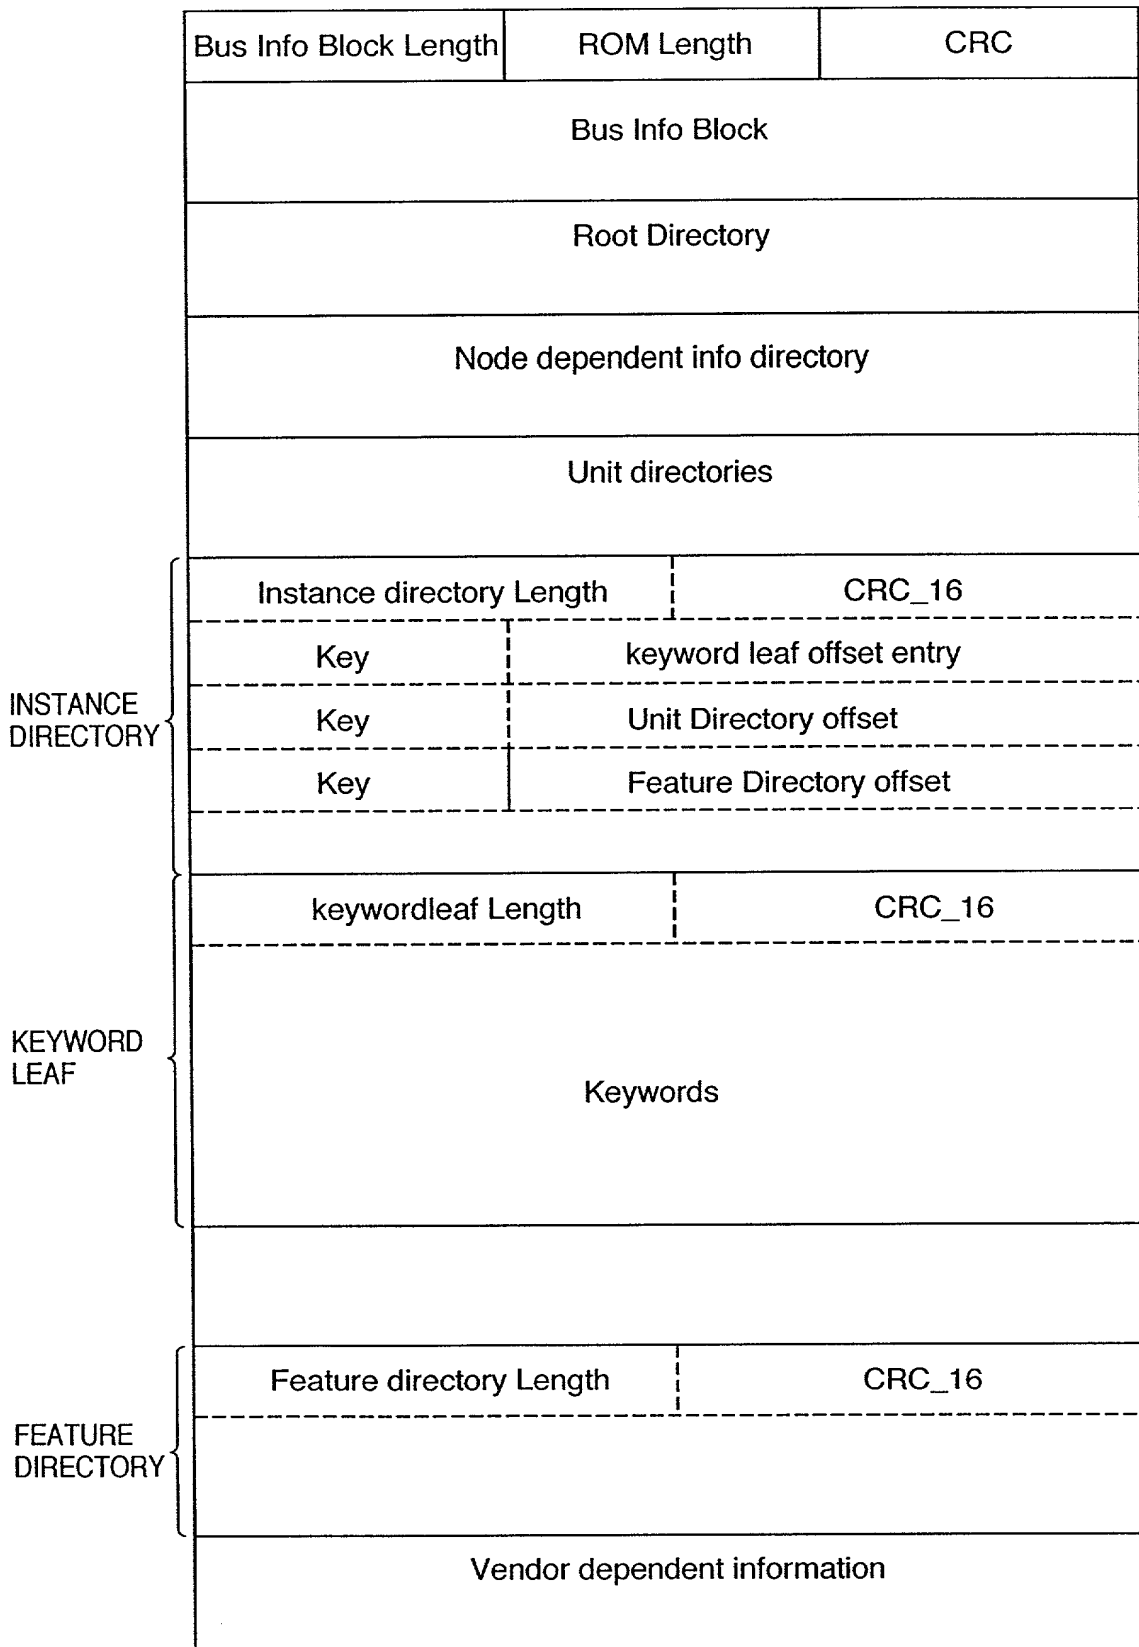 Bus Info Block Length ROM Length CRC
Bus Info Block
Root Directory
Node dependent info directory
Unit directories
Instance directory Length CRC_16
Key keyword leaf offset entry
INSTANCE
DIRECTORY
Key Unit Directory offset
Key Feature Directory offset
keywordleaf Length CRC_16
KEYWORD
LEAF
Keywords
Feature directory Length CRC_16
FEATURE
DIRECTORY
Vendor dependent information